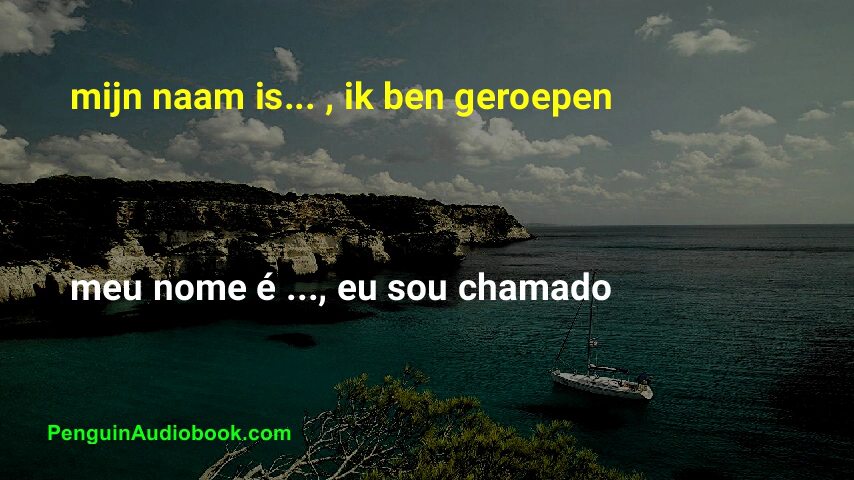 mijn naam is... , ik ben geroepen
meu nome é ..., eu sou chamado
PenguinAudiobook.com